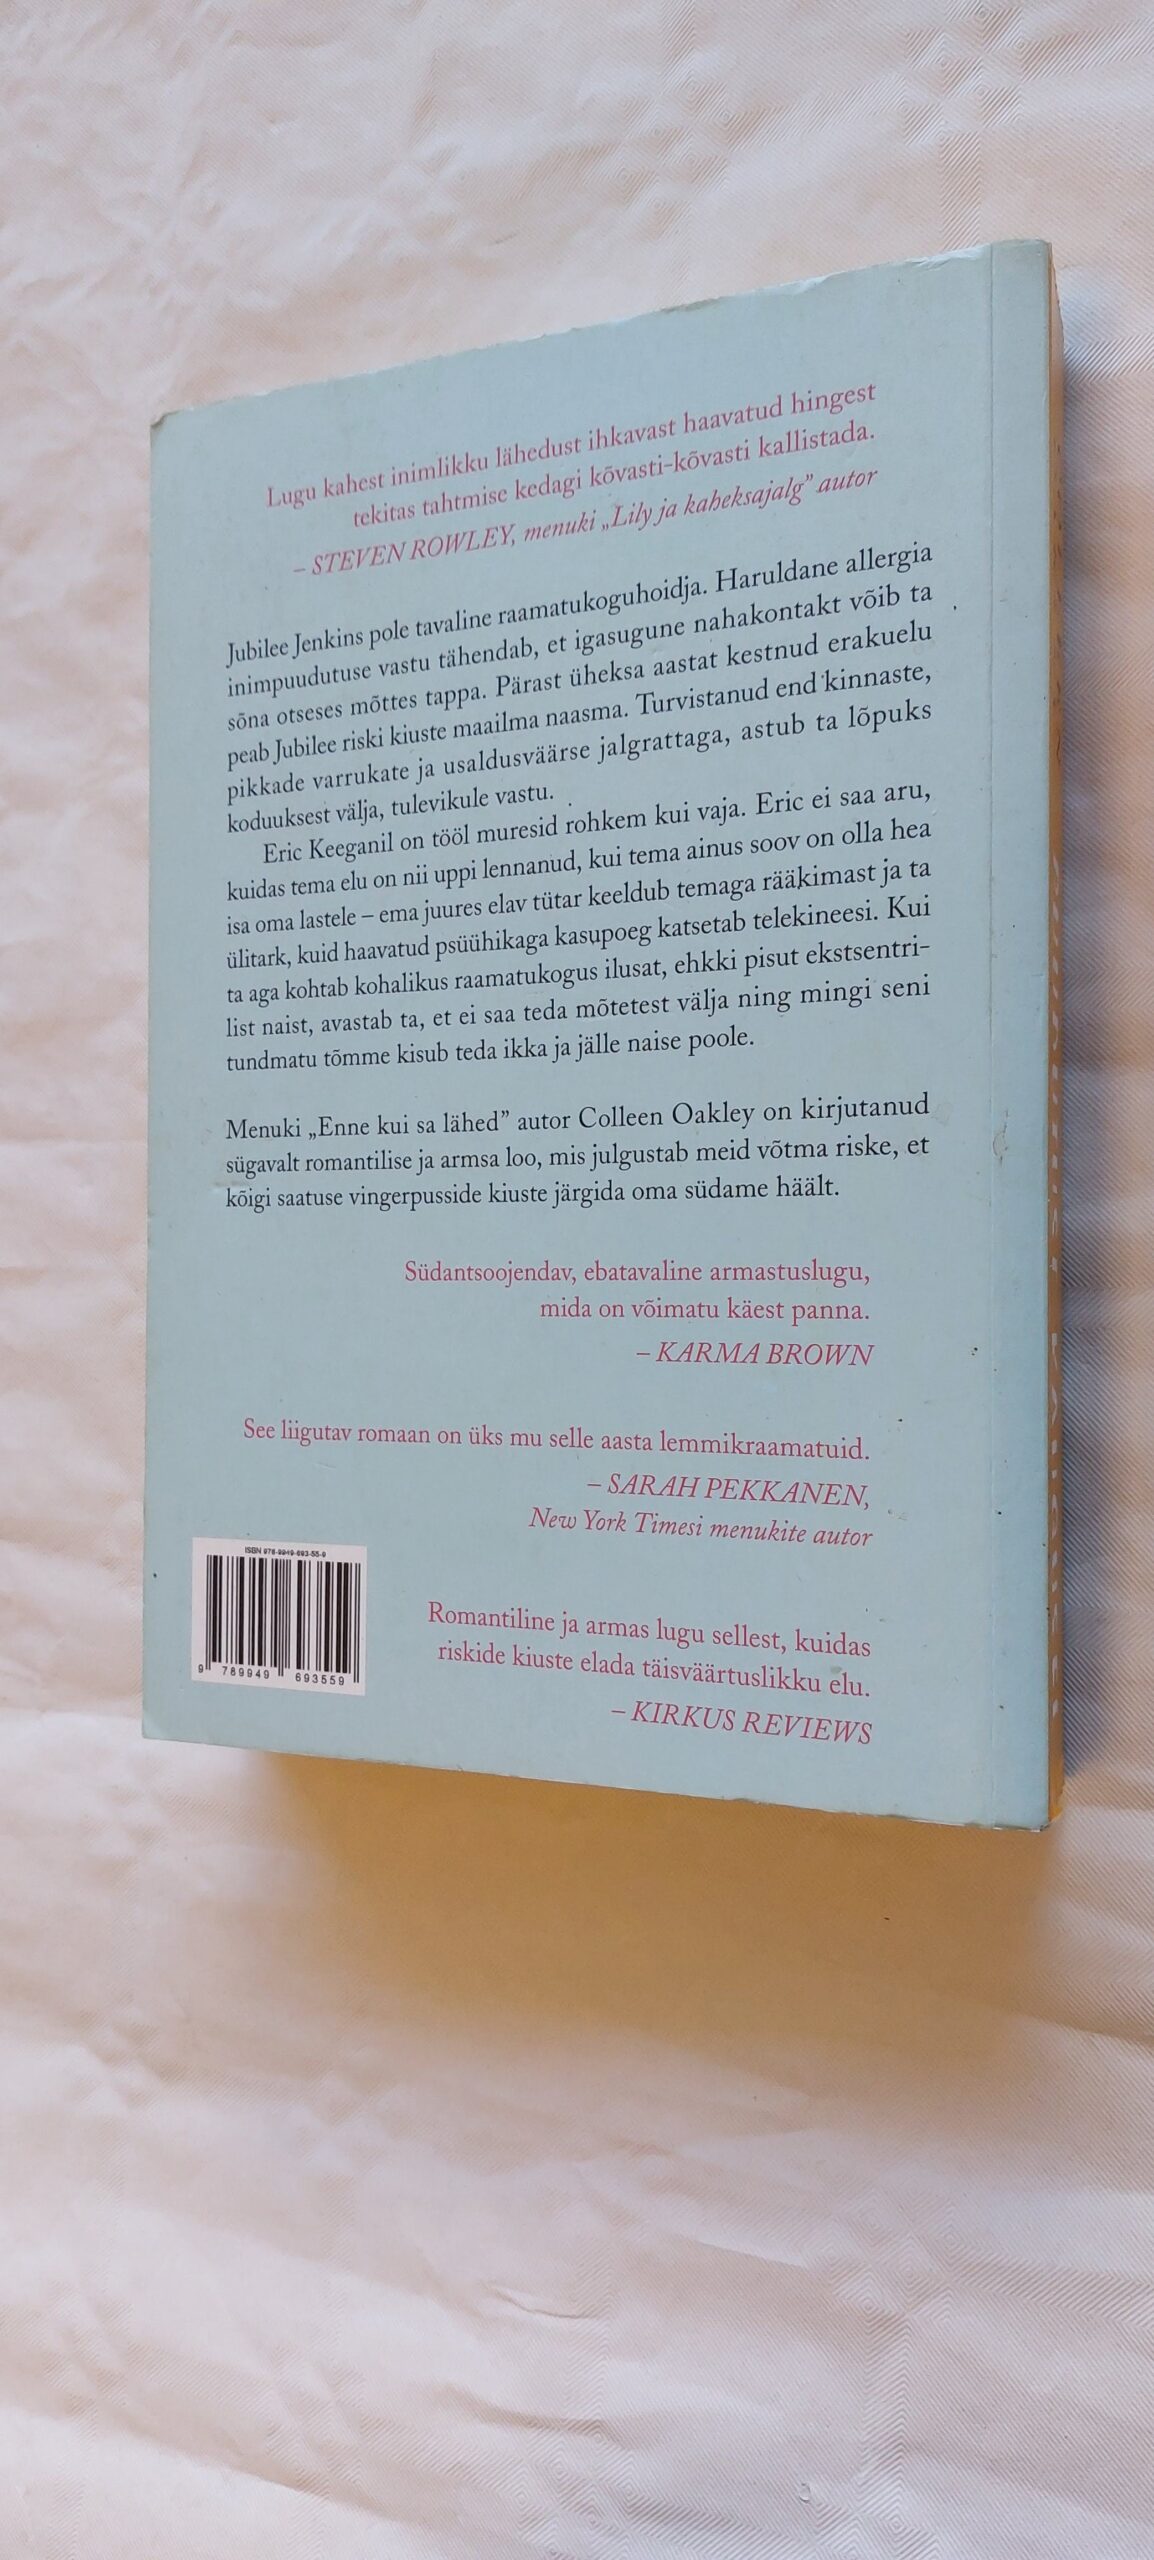 Lugu kahest inimlikku lähedust ihkavast haavatud hingest
tekitas tahtmise kedagi kõvasti-kõvasti kallistada.
– STEVEN ROWLEY, menuki „Lily ja kaheksajalg” autor
Jubilee Jenkins pole tavaline raamatukoguhoidja. Haruldane allergia
inimpuudutuse vastu tähendab, et igasugune nahakontakt võib ta
sõna otseses mõttes tappa. Pärast üheksa aastat kestnud erakuelu
peab Jubilee riski kiuste maailma naasma. Turvistanud end kinnaste,
pikkade varrukate ja usaldusväärse jalgrattaga, astub ta lõpuks
koduuksest välja, tulevikule vastu.
Eric Keeganil on tööl muresid rohkem kui vaja. Eric ei saa aru,
kuidas tema elu on nii uppi lennanud, kui tema ainus soov on olla hea
isa oma lastele – ema juures elav tütar keeldub temaga rääkimast ja ta
ülitark, kuid haavatud psüühikaga kasupoeg katsetab telekineesi. Kui
ta aga kohtab kohalikus raamatukogus ilusat, ehkki pisut ekstsentri-
list naist, avastab ta, et ei saa teda mõtetest välja ning mingi seni
tundmatu tõmme kisub teda ikka ja jälle naise poole.
Menuki „Enne kui sa lähed” autor Colleen Oakley on kirjutanud
sügavalt romantilise ja armsa loo, mis julgustab meid võtma riske, et
kõigi saatuse vingerpusside kiuste järgida oma südame häält.
Südantsoojendav, ebatavaline armastuslugu,
mida on võimatu käest panna.
– KARMA BROWN
See liigutav romaan on üks mu selle aasta lemmikraamatuid.
– SARAH PEKKANEN,
New York Timesi menukite autor
ISBN 978-9949-693-55-9
9 789949 693559
Romantiline ja armas lugu sellest, kuidas
riskide kiuste elada täisväärtuslikku elu.
– KIRKUS REVIEWS